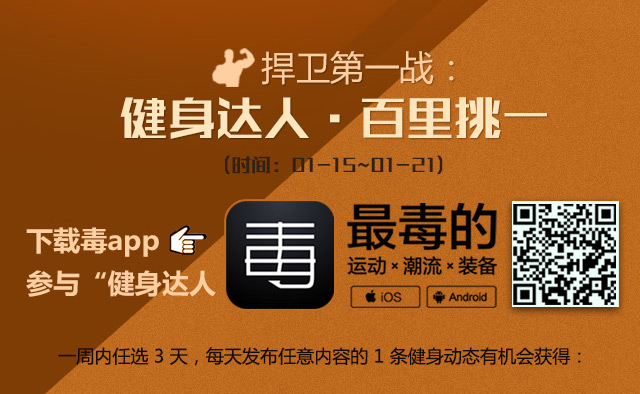 捍卫第一战：
健身达人·百里挑一
(时间：01-15~01-21)
下载毒app
参与“健身达人
毒
最毒的
运动×潮流×装备
iOS
Android
一周内任选 3 天，每天发布任意内容的 1 条健身动态有机会获得：